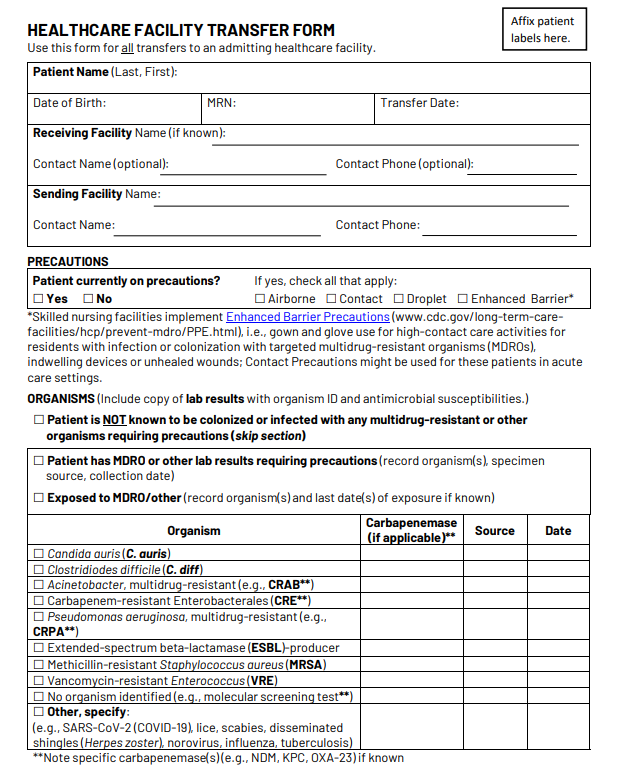 HEALTHCARE FACILITY TRANSFER FORM
Use this form for all transfers to an admitting healthcare facility.
Affix patient
labels here.
Patient Name (Last, First):
Date of Birth: MRN: Transfer Date:
Receiving Facility Name (if known):
Contact Name (optional): Contact Phone (optional):
Sending Facility Name:
Contact Name: Contact Phone:
PRECAUTIONS
Patient currently on precautions? If yes, check all that apply:
☐ Yes ☐ No ☐ Airborne ☐ Contact ☐ Droplet ☐ Enhanced Barrier*
*Skilled nursing facilities implement Enhanced Barrier Precautions (www.cdc.gov/long-term-care-
facilities/hcp/prevent-mdro/PPE.html), i.e., gown and glove use for high-contact care activities for
residents with infection or colonization with targeted multidrug-resistant organisms (MDROs),
indwelling devices or unhealed wounds; Contact Precautions might be used for these patients in acute
care settings.
ORGANISMS (Include copy of lab results with organism ID and antimicrobial susceptibilities.)
☐ Patient is NOT known to be colonized or infected with any multidrug-resistant or other
organisms requiring precautions (skip section)
☐ Patient has MDRO or other lab results requiring precautions (record organism(s), specimen
source, collection date)
☐ Exposed to MDRO/other (record organism(s) and last date(s) of exposure if known)
Organism Carbapenemase
(if applicable)** Source Date
☐ Candida auris (C. auris)
☐ Clostridiodes difficile (C. diff)
☐ Acinetobacter, multidrug-resistant (e.g., CRAB**)
☐ Carbapenem-resistant Enterobacterales (CRE**)
☐ Pseudomonas aeruginosa, multidrug-resistant (e.g.,
CRPA**)
☐ Extended-spectrum beta-lactamase (ESBL)-producer
☐ Methicillin-resistant Staphylococcus aureus (MRSA)
☐ Vancomycin-resistant Enterococcus (VRE)
☐ No organism identified (e.g., molecular screening test**)
☐ Other, specify:
(e.g., SARS-CoV-2 (COVID-19), lice, scabies, disseminated
shingles (Herpes zoster), norovirus, influenza, tuberculosis)
**Note specific carbapenemase(s) (e.g., NDM, KPC, OXA-23) if known